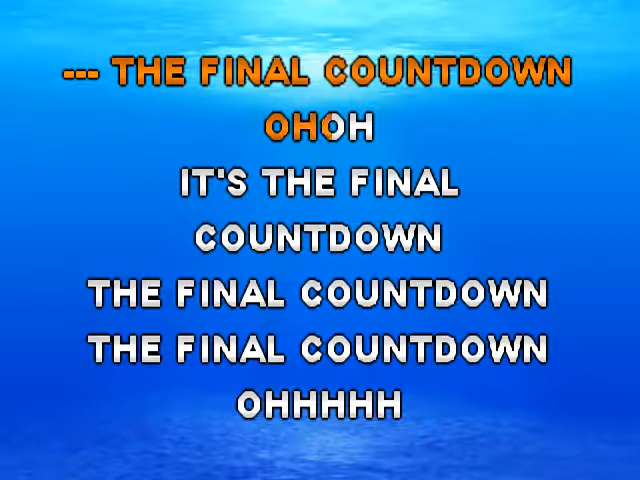 --- THE FINAL COUNTDOWN
OHOH
IT'S THE FINAL
COUNTDOWN
THE FINAL COUNTDOWN
THE FINAL COUNTDOWN
OHHHHH